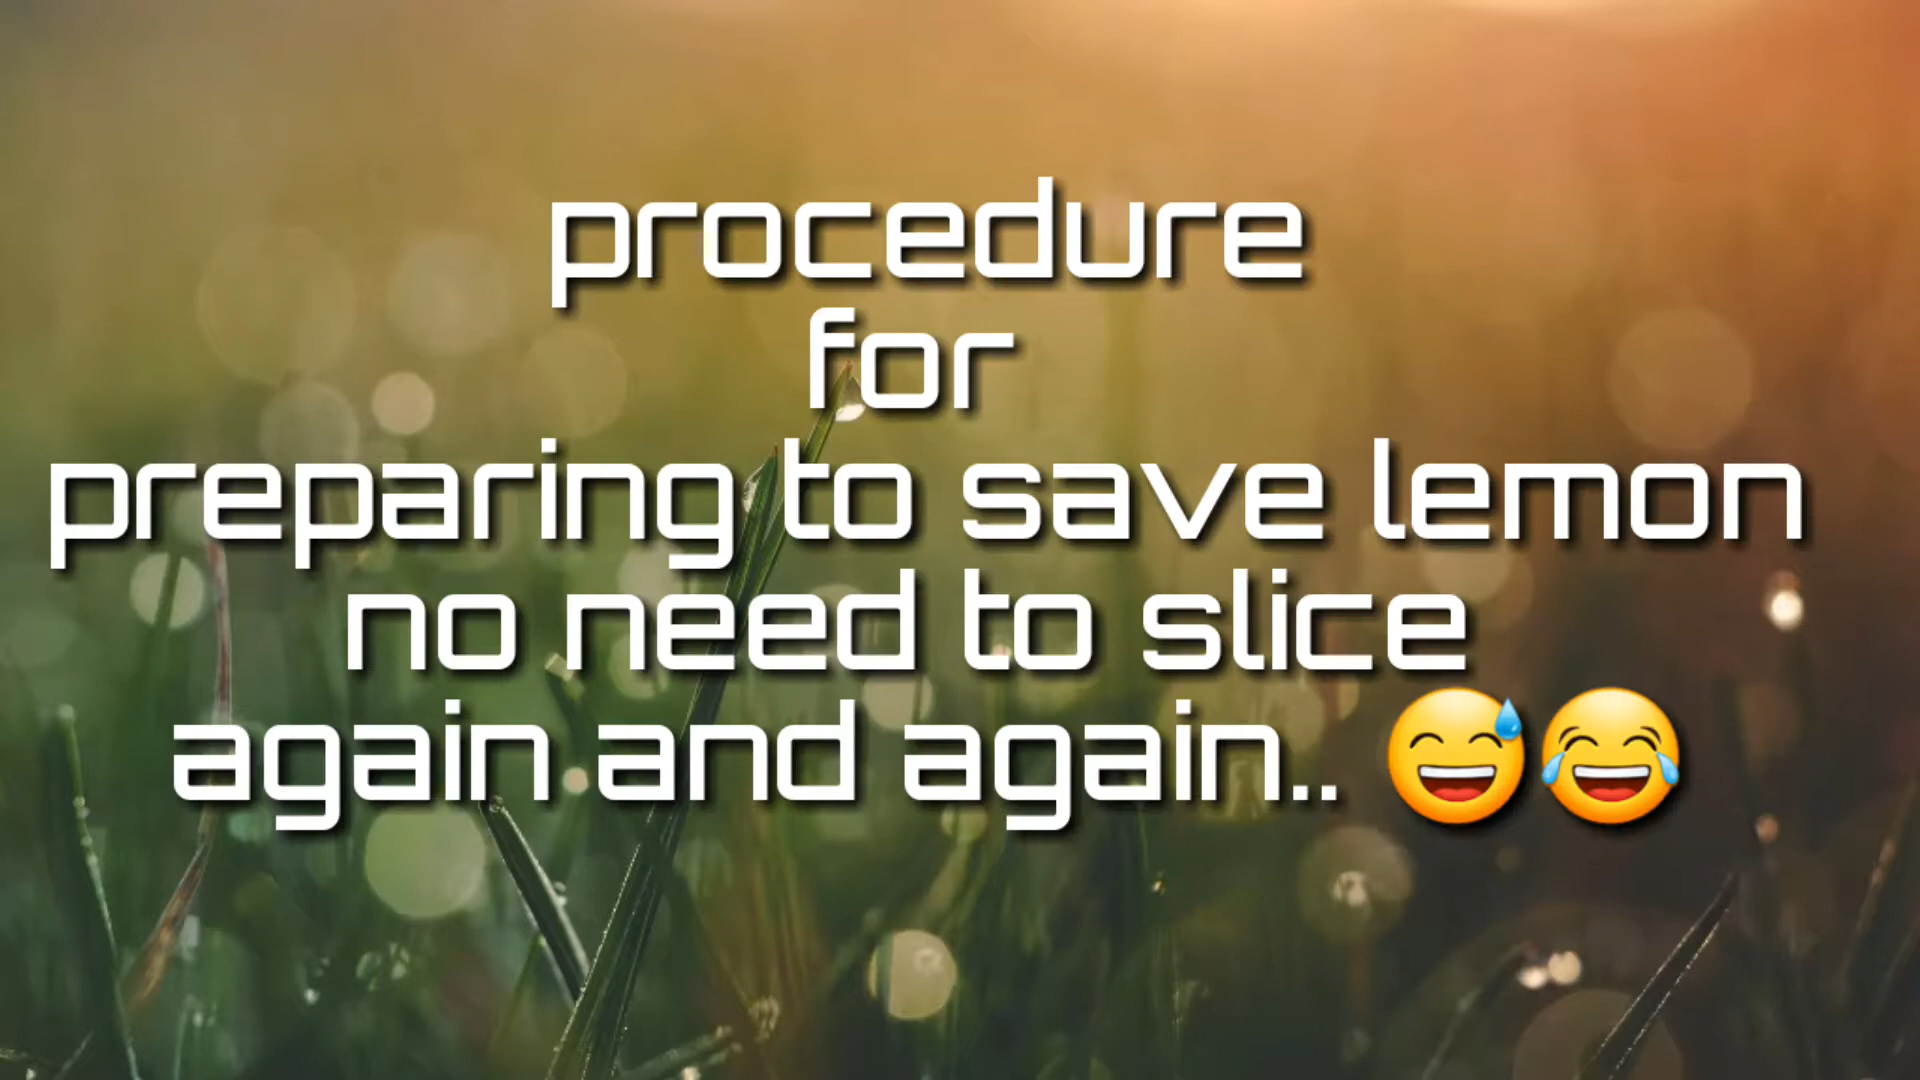 procedure
for
preparing to save lemon
no need to slice
again and again.. 😅😂